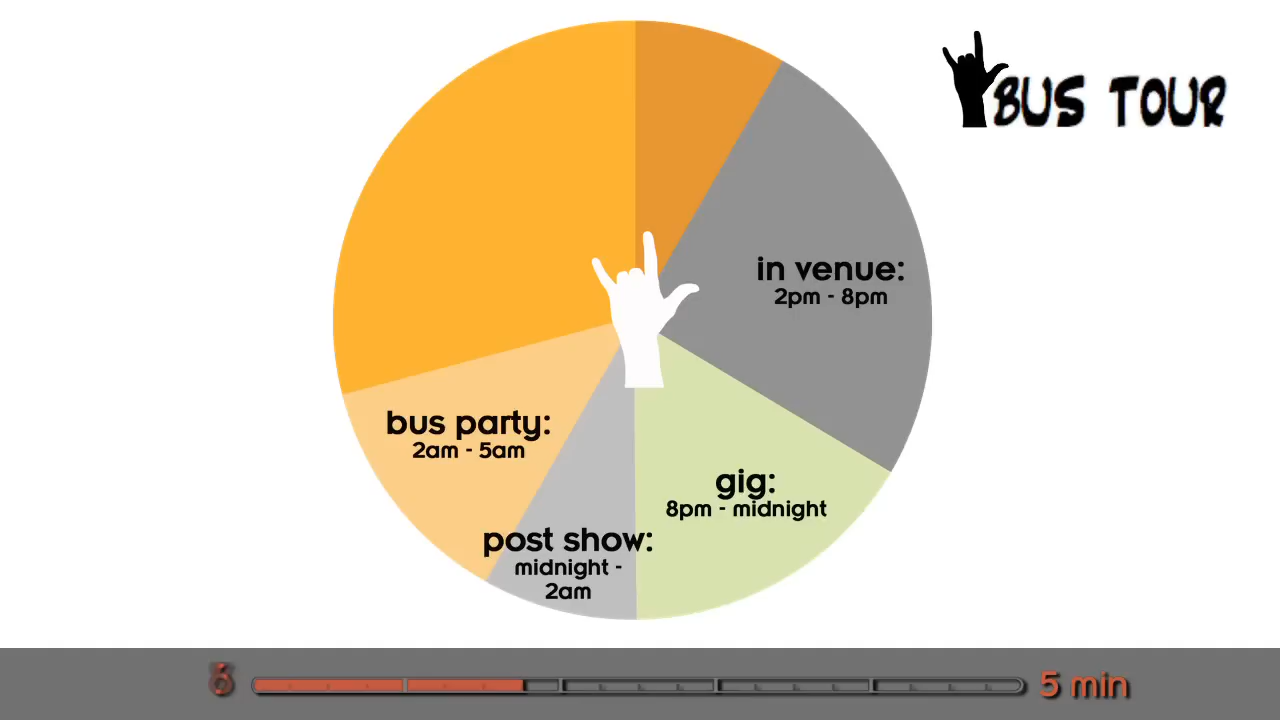 BUS TOUR
in venue:
2pm - 8pm
gig:
8pm - midnight
bus party:
2am - 5am
post show:
midnight -
2am
5 min